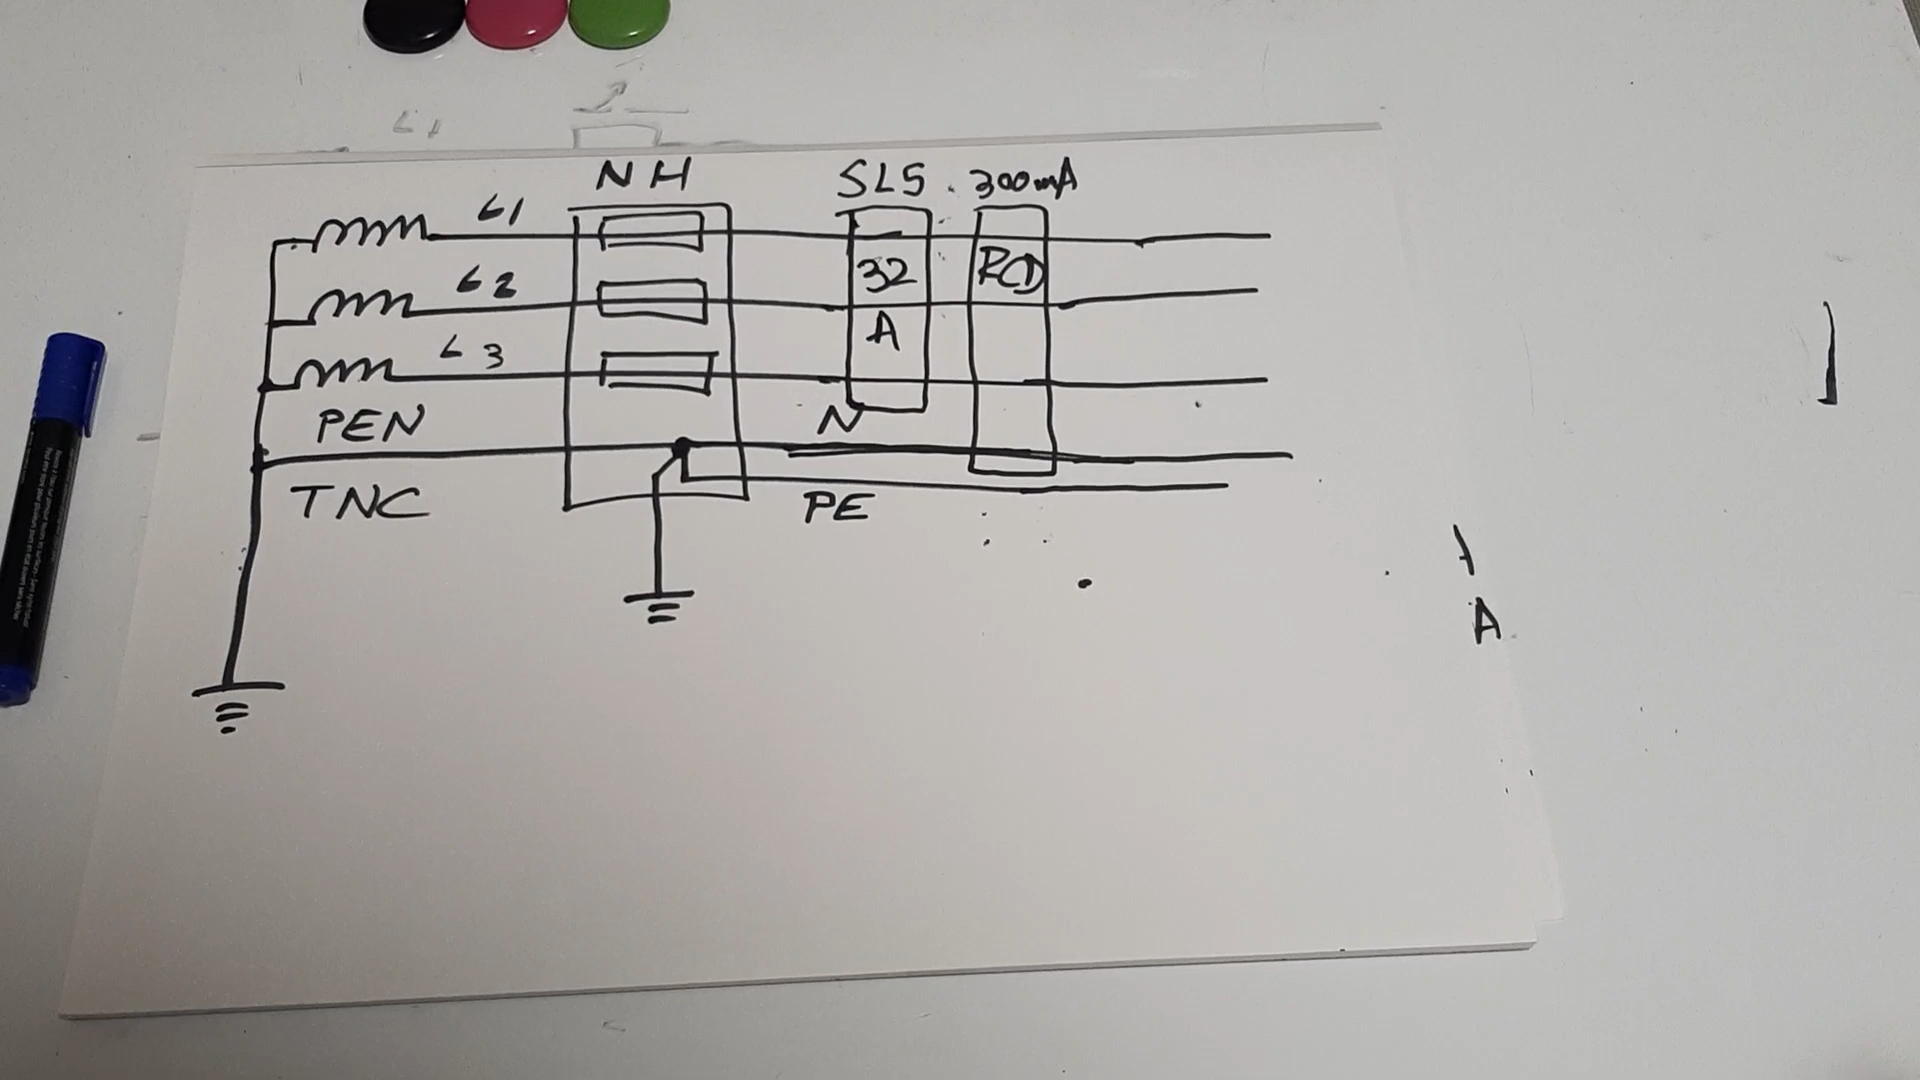 NH SLS 300mA
L1
L2 32 RCD
L3 A
PEN N
TNC PE
A